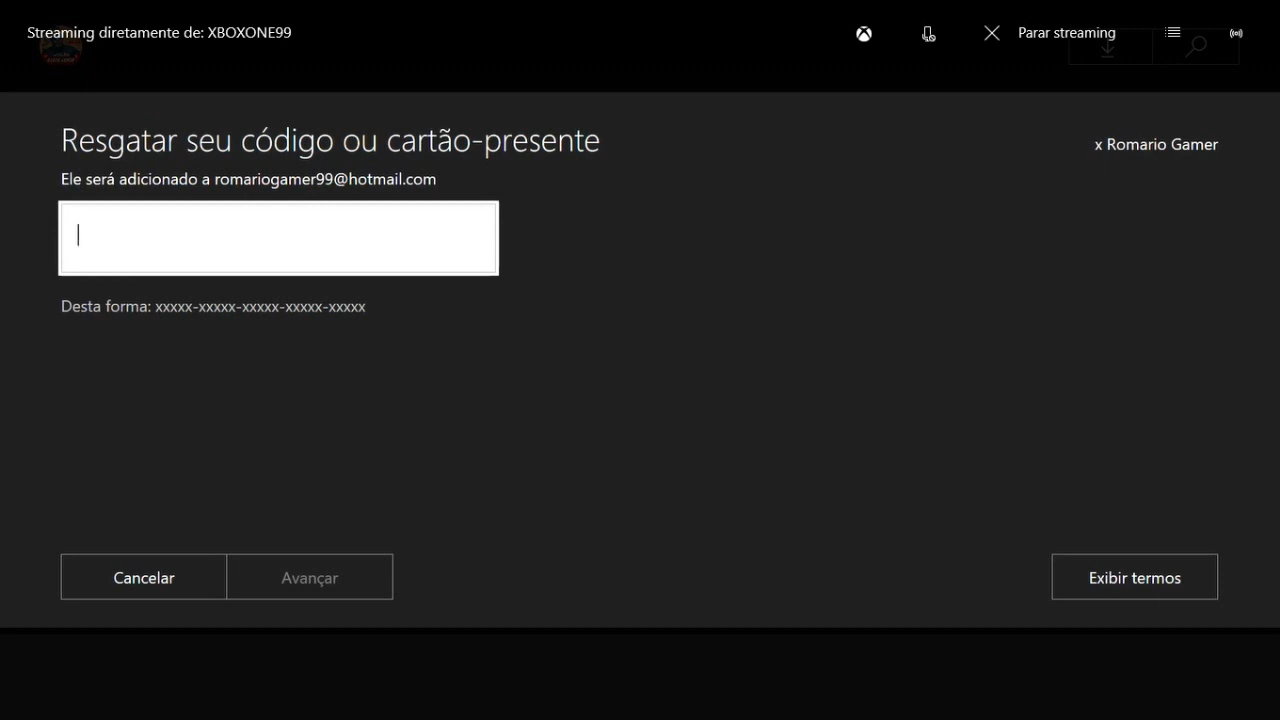 Streaming diretamente de: XBOXONE99
Parar streaming
Resgatar seu código ou cartão-presente
x Romario Gamer
Ele será adicionado a romariogamer99@hotmail.com
Desta forma: xxxxx-xxxxx-xxxxx-xxxxx-xxxxx
Cancelar
Avançar
Exibir termos